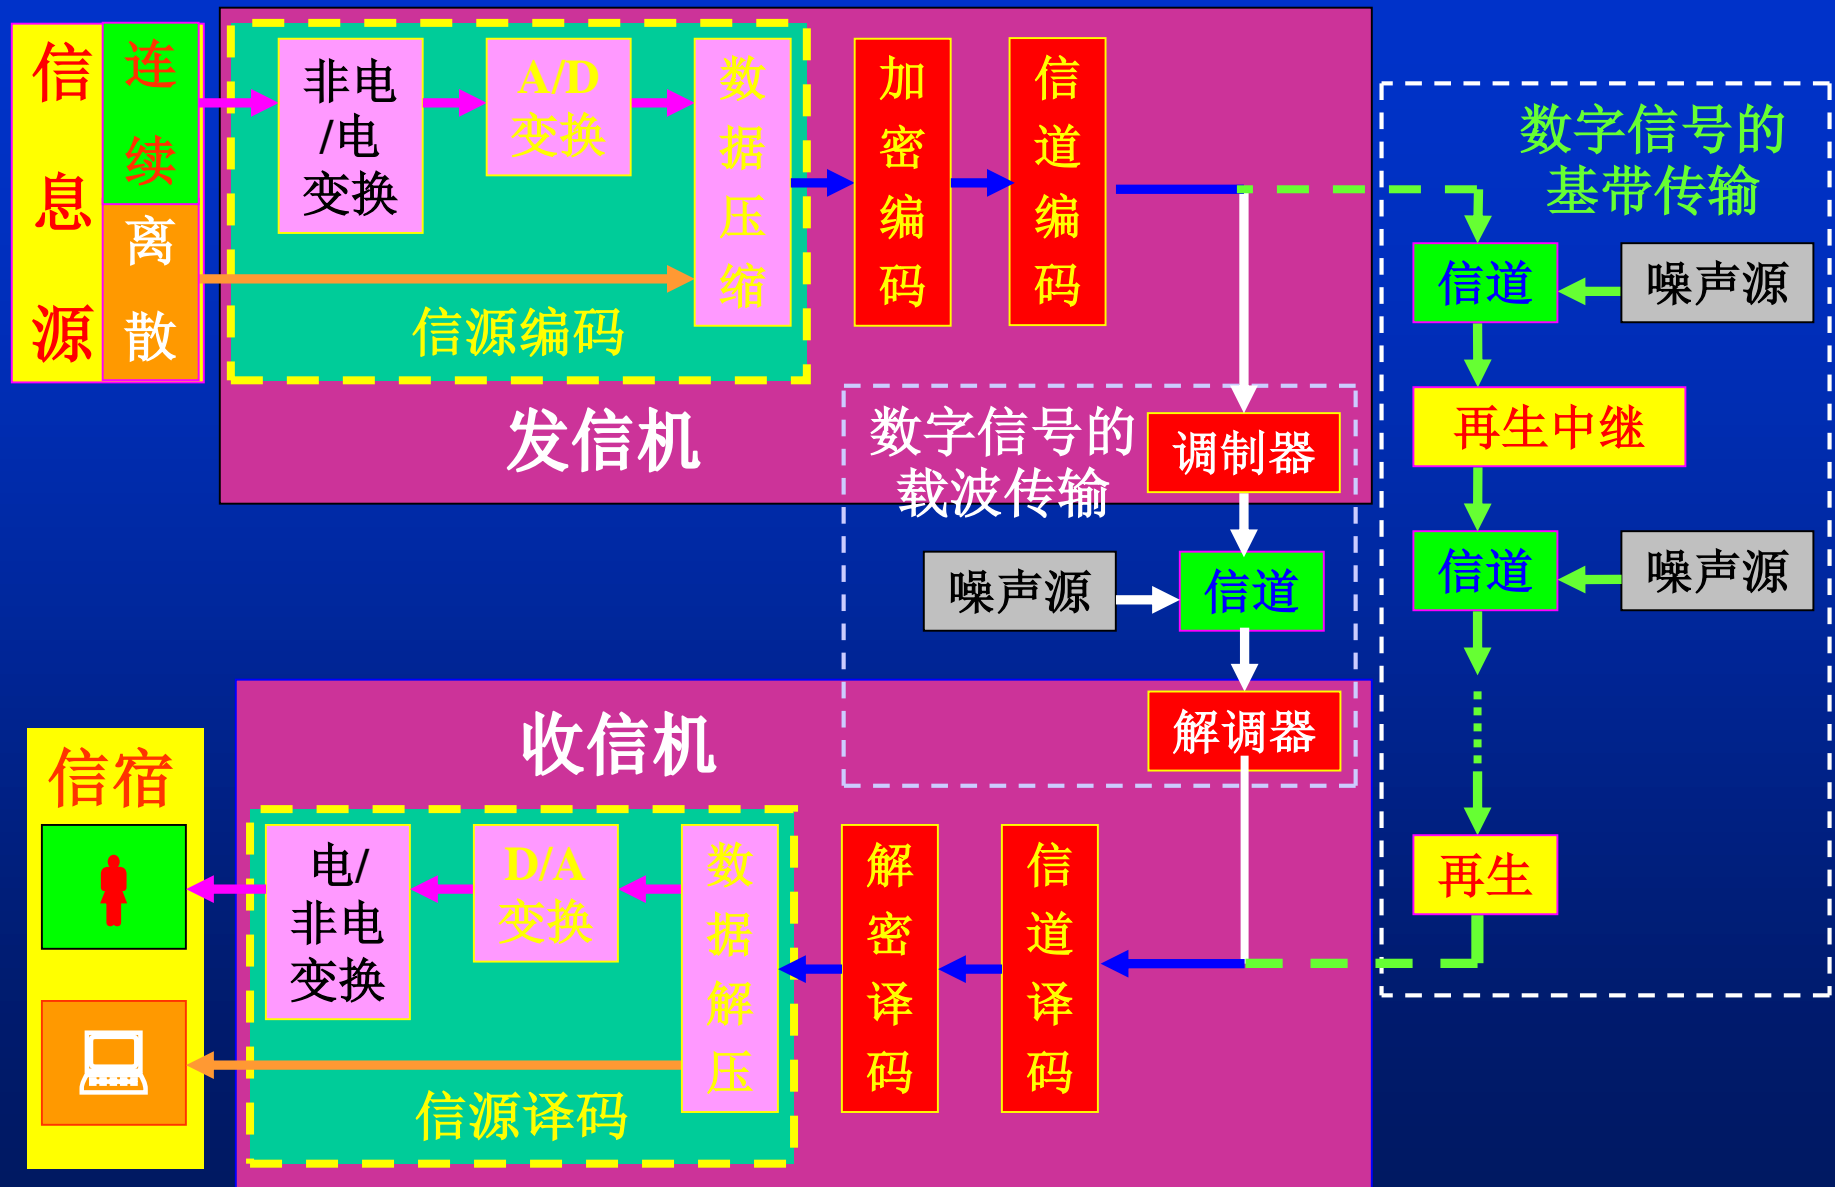 信息源
连续
离散
非电
/电
变换
A/D
变换
数据压缩
信源编码
加密编码
信道编码
发信机
数字信号的
载波传输
调制器
噪声源
信道
解调器
数字信号的
基带传输
信道
噪声源
再生中继
信道
噪声源
再生
收信机
信宿
电/
非电
变换
D/A
变换
数据解压
信源译码
解密译码
信道译码